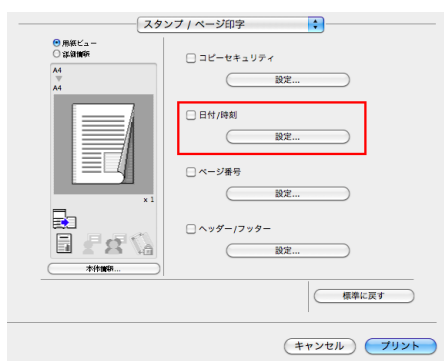 スタンプ / ページ印字
用紙ビュー
詳細情報
A4
A4
x 1
本体情報...
コピーセキュリティ
設定...
日付/時刻
設定...
ページ番号
設定...
ヘッダー/フッター
設定...
標準に戻す
キャンセル
プリント